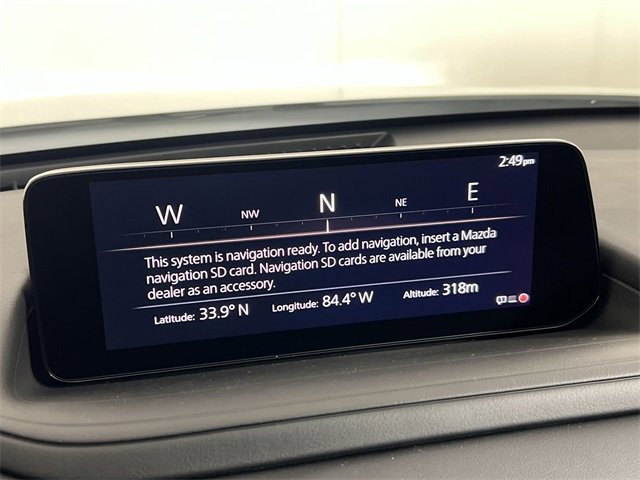 2:49pm
W NW N NE E
This system is navigation ready. To add navigation, insert a Mazda
navigation SD card. Navigation SD cards are available from your
dealer as an accessory.
Latitude: 33.9° N Longitude: 84.4° W Altitude: 318m